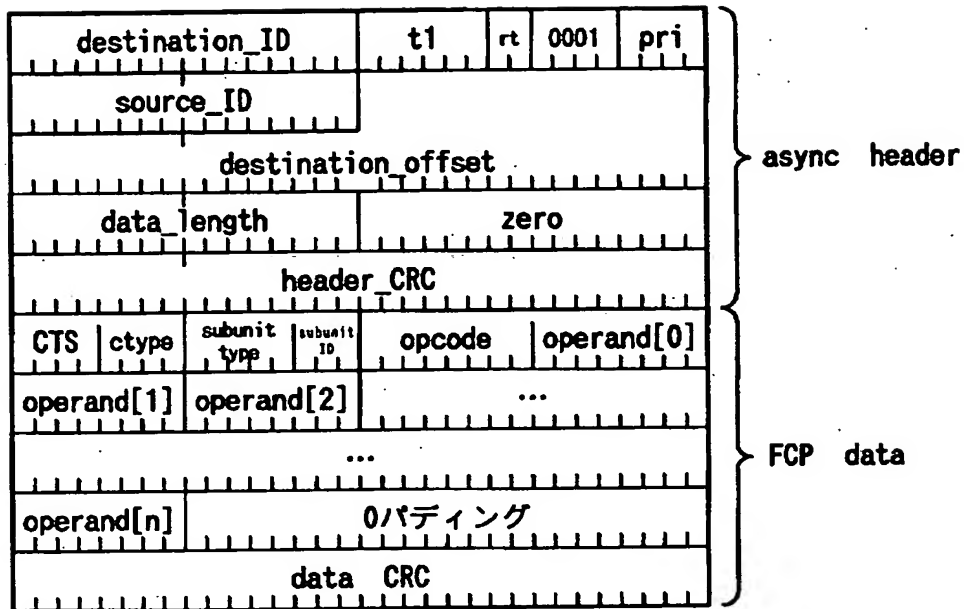 destination_ID t1 rt 0001 pri
source_ID
destination_offset
async header
data_length zero
header_CRC
CTS ctype subunit type subunit ID opcode operand[0]
operand[1] operand[2] ...
...
FCP data
operand[n] 0パディング
data CRC